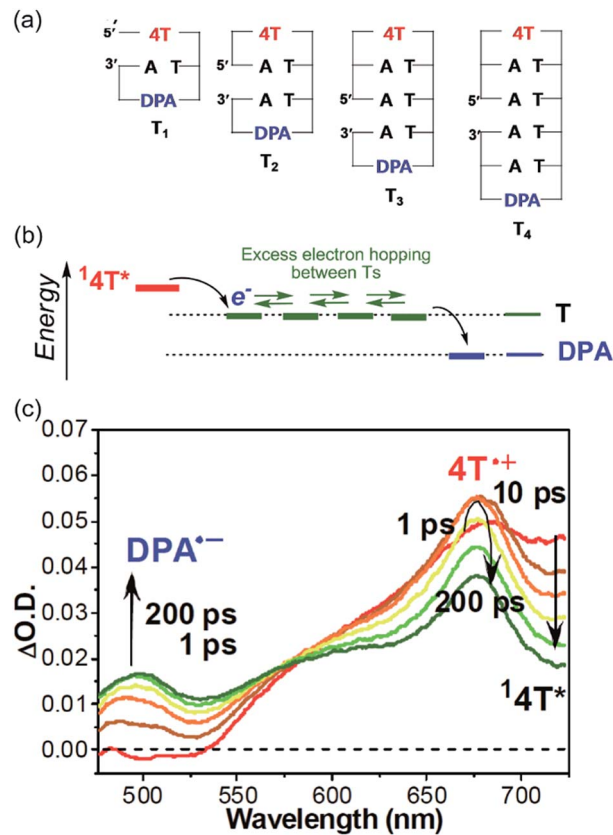 (a)
5′ 4T
3′ A T
DPA
T₁
4T
5′ A T
3′ A T
DPA
T₂
4T
A T
5′ A T
3′ A T
DPA
T₃
4T
A T
A T
5′ A T
3′ A T
A T
DPA
T₄
(b)
Energy
¹4T*
e⁻
Excess electron hopping
between Ts
T
DPA
(c)
ΔO.D.
0.07
0.06
0.05
0.04
0.03
0.02
0.01
0.00
DPA•−
200 ps
1 ps
4T•+
10 ps
1 ps
200 ps
¹4T*
500 550 600 650 700
Wavelength (nm)